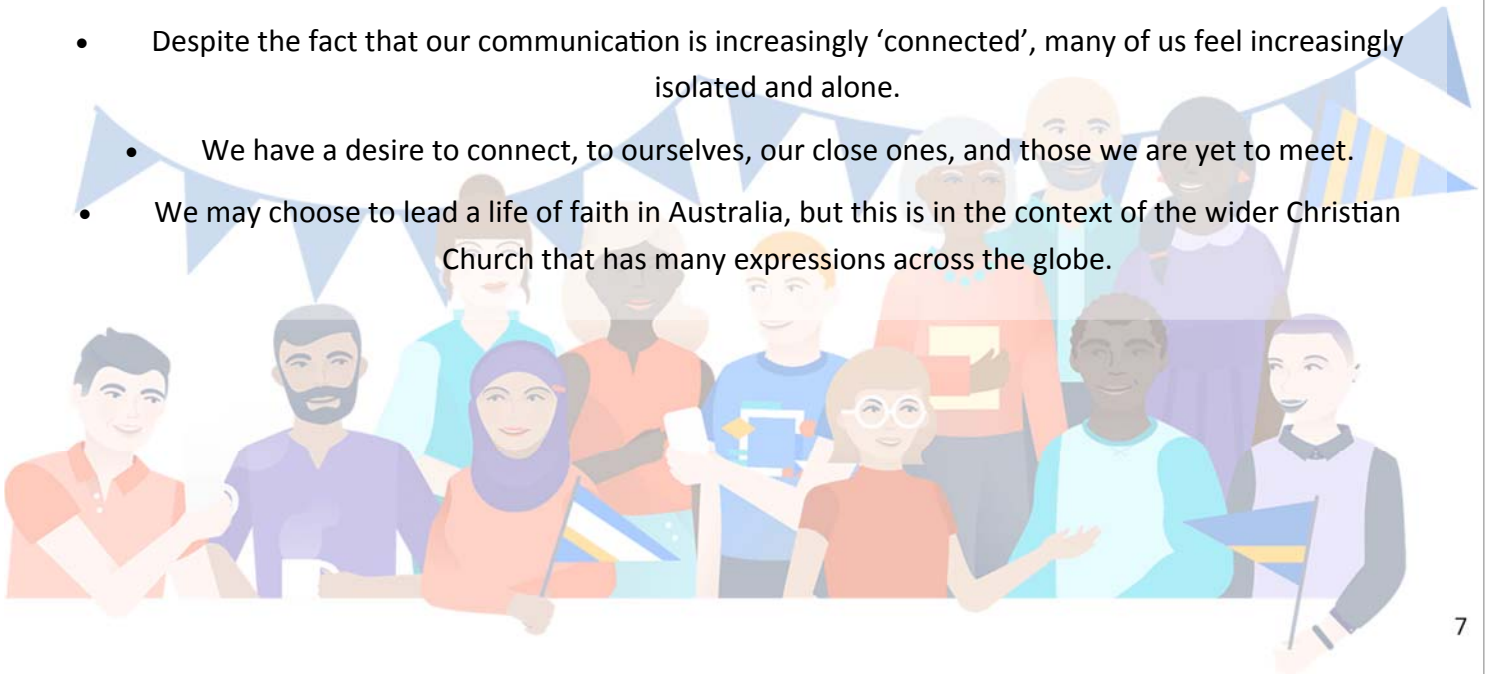 • Despite the fact that our communication is increasingly ‘connected’, many of us feel increasingly
isolated and alone.
• We have a desire to connect, to ourselves, our close ones, and those we are yet to meet.
• We may choose to lead a life of faith in Australia, but this is in the context of the wider Christian
Church that has many expressions across the globe.
7